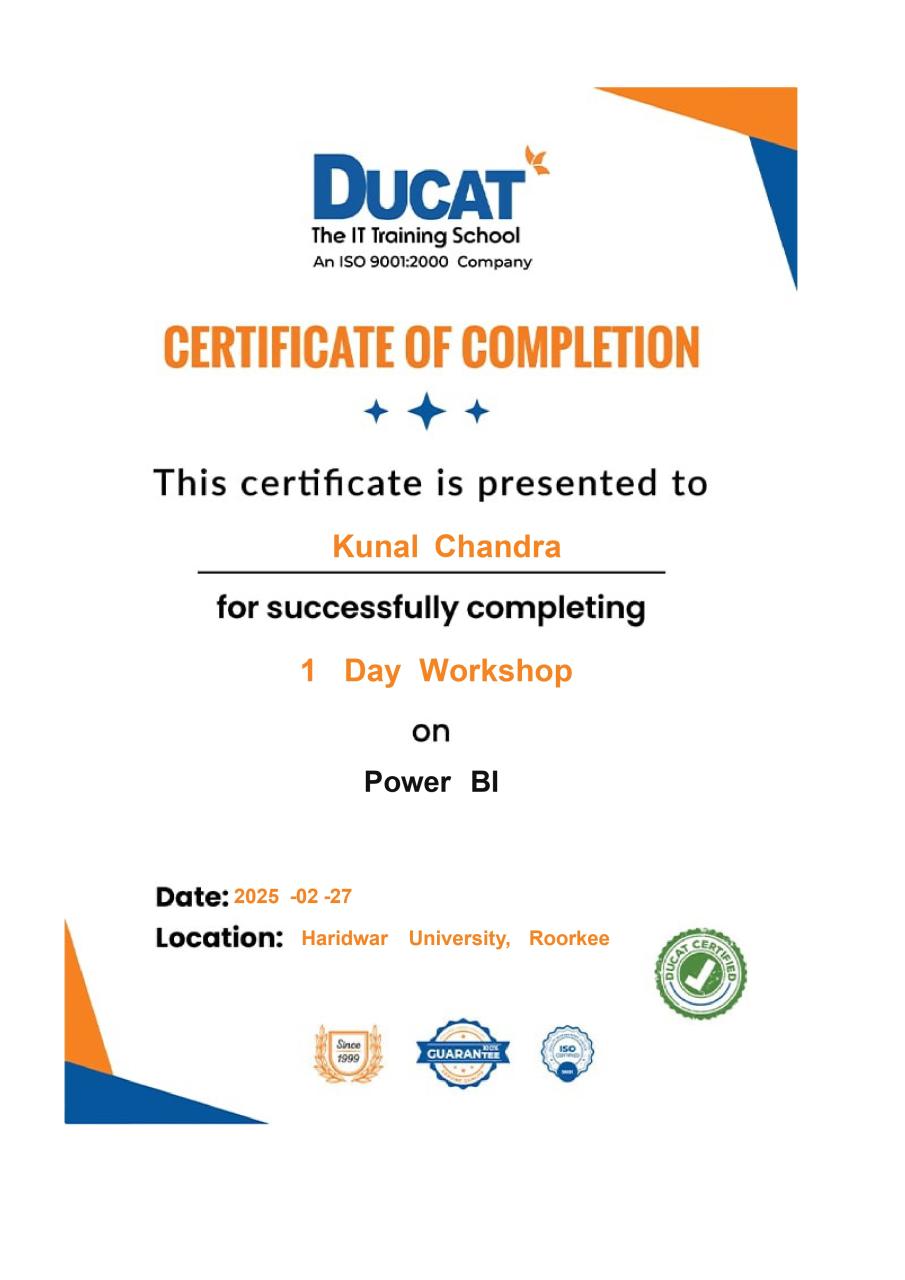 DUCAT
The IT Training School
An ISO 9001:2000 Company
CERTIFICATE OF COMPLETION
This certificate is presented to
Kunal Chandra
for successfully completing
1 Day Workshop
on
Power BI
Date: 2025 -02 -27
Location: Haridwar University, Roorkee
DUCAT CERTIFIED
Since
1999
100%
GUARANTEE
ISO
CERTIFIED
9001